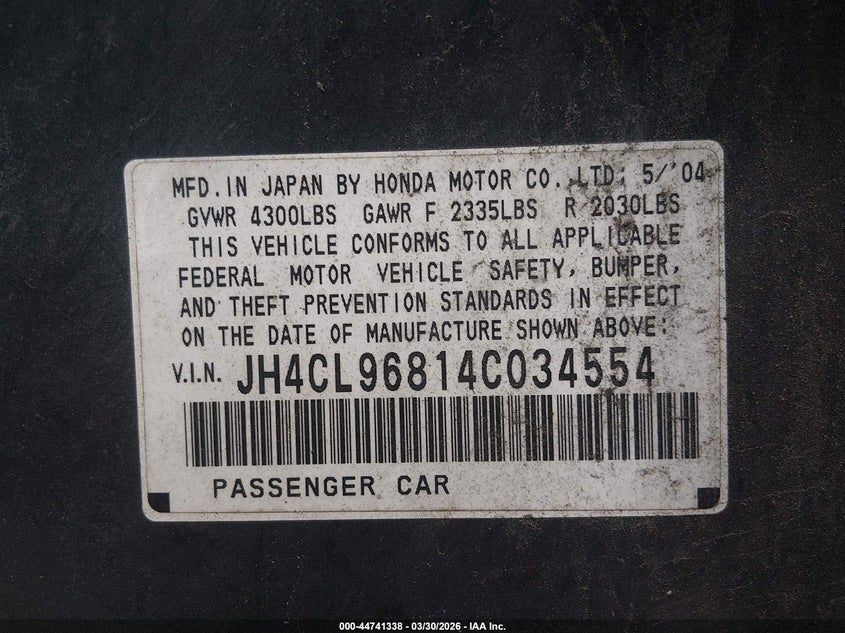 MFD. IN JAPAN BY HONDA MOTOR CO., LTD. 5/'04
GVWR 4300LBS GAWR F 2335LBS R 2030LBS
THIS VEHICLE CONFORMS TO ALL APPLICABLE
FEDERAL MOTOR VEHICLE SAFETY, BUMPER,
AND THEFT PREVENTION STANDARDS IN EFFECT
ON THE DATE OF MANUFACTURE SHOWN ABOVE:
V.I.N. JH4CL96814C034554
PASSENGER CAR
000-44741338 - 03/30/2026 - IAA Inc.